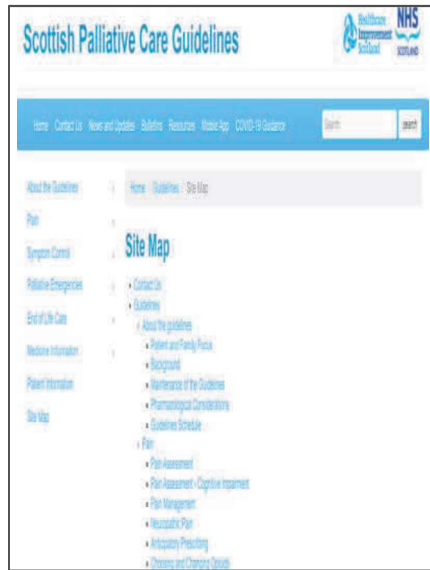 Scottish Palliative Care Guidelines
Healthcare
Improvement
Scotland
NHS
SCOTLAND
Home Contact Us News and Updates Bulletins Resources Mobile App COVID-19 Guidance
Search
search
About the Guidelines
Pain
Symptom Control
Palliative Emergencies
End of Life Care
Medicine Information
Patient Information
Site Map
Home / Guidelines / Site Map
Site Map
Contact Us
Guidelines
About the guidelines
Patient and Family Focus
Background
Maintenance of the Guidelines
Pharmacological Considerations
Guidelines Schedule
Pain
Pain Assessment
Pain Assessment - Cognitive Impairment
Pain Management
Neuropathic Pain
Anticipatory Prescribing
Choosing and Changing Opioids